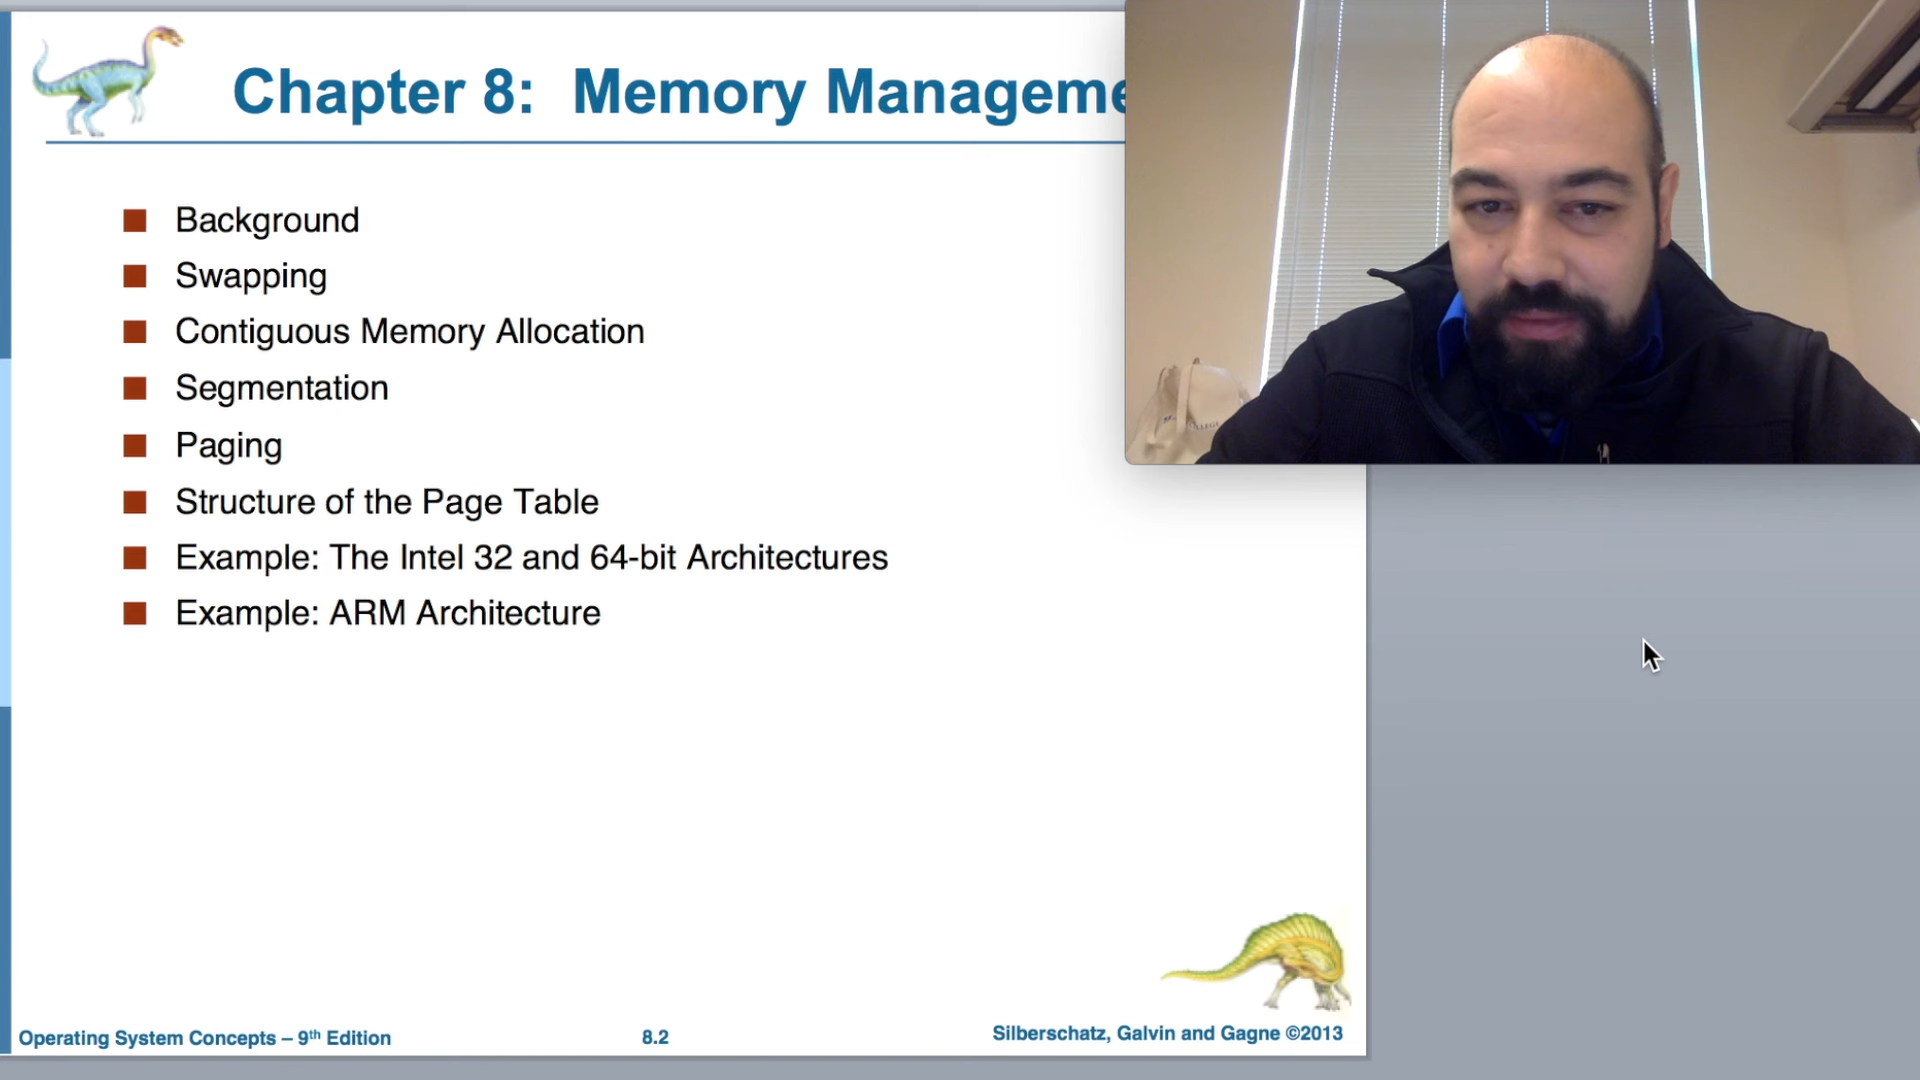 Chapter 8: Memory Manageme
Background
Swapping
Contiguous Memory Allocation
Segmentation
Paging
Structure of the Page Table
Example: The Intel 32 and 64-bit Architectures
Example: ARM Architecture
Operating System Concepts – 9th Edition
8.2
Silberschatz, Galvin and Gagne ©2013